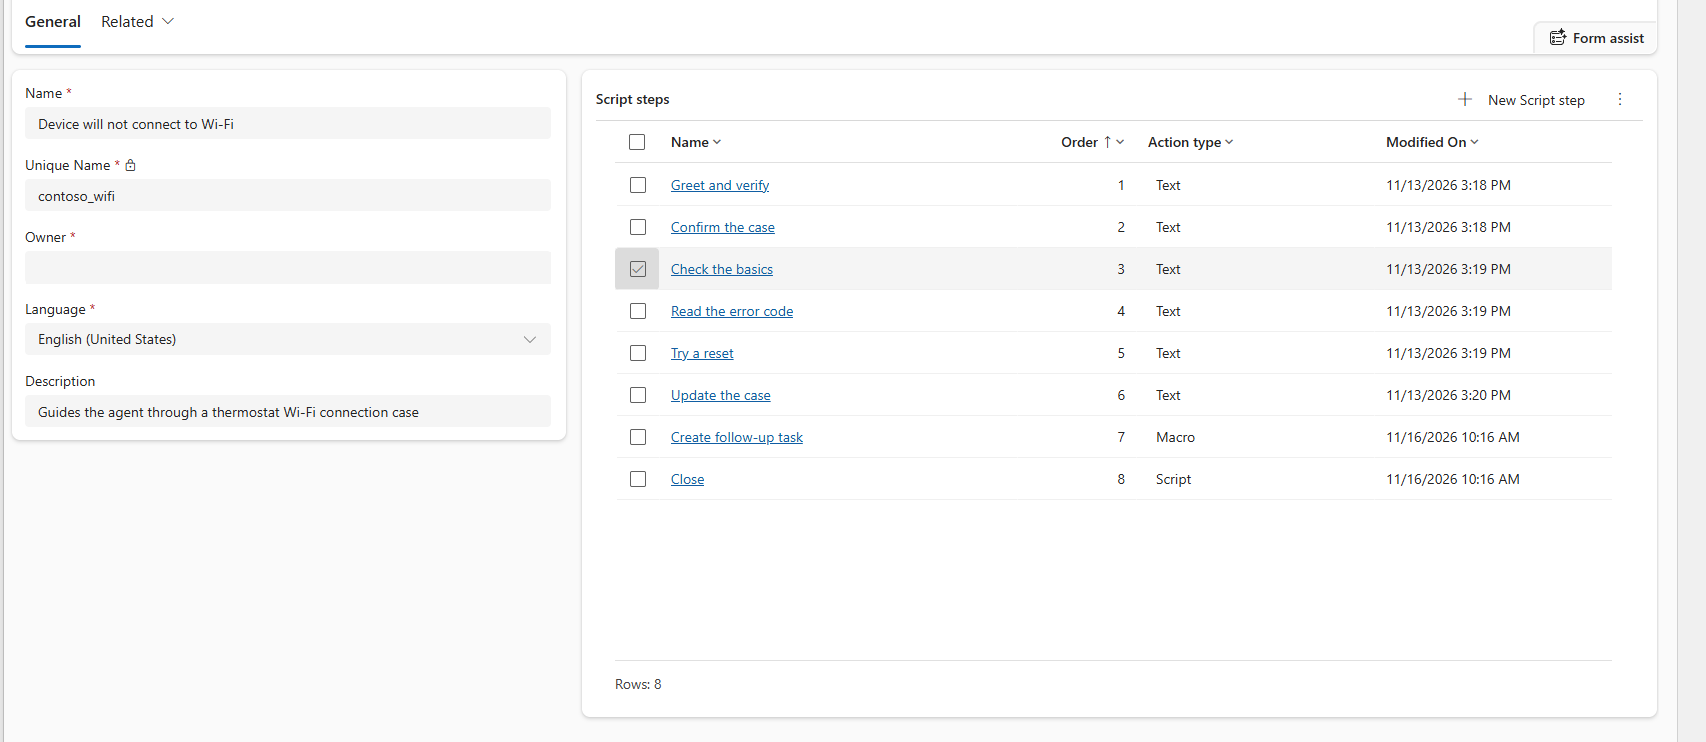 General Related
Form assist
Name *
Device will not connect to Wi-Fi
Unique Name *
contoso_wifi
Owner *
Language *
English (United States)
Description
Guides the agent through a thermostat Wi-Fi connection case
Script steps
New Script step
Name Order Action type Modified On
Greet and verify 1 Text 11/13/2026 3:18 PM
Confirm the case 2 Text 11/13/2026 3:18 PM
Check the basics 3 Text 11/13/2026 3:19 PM
Read the error code 4 Text 11/13/2026 3:19 PM
Try a reset 5 Text 11/13/2026 3:19 PM
Update the case 6 Text 11/13/2026 3:20 PM
Create follow-up task 7 Macro 11/16/2026 10:16 AM
Close 8 Script 11/16/2026 10:16 AM
Rows: 8